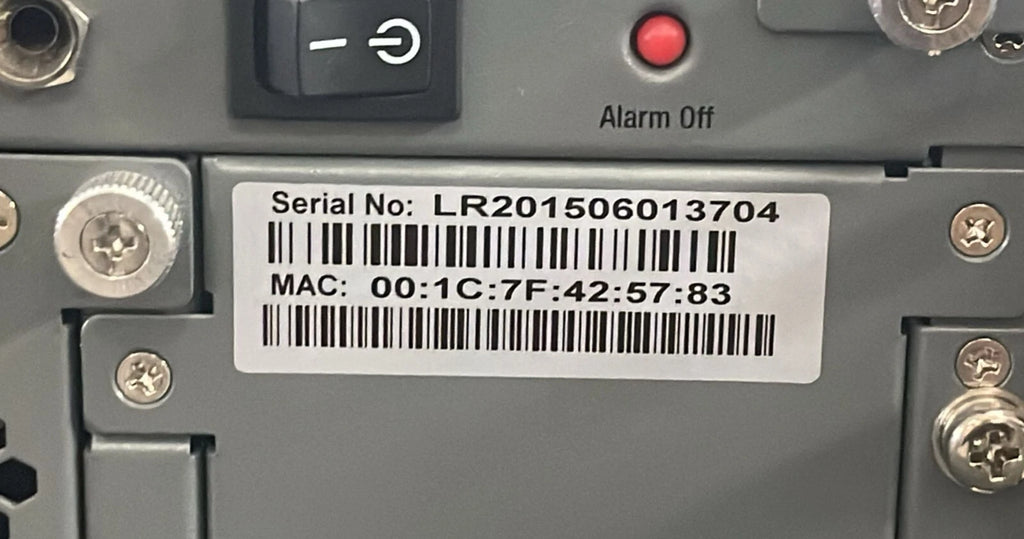 Alarm Off
Serial No: LR201506013704
MAC: 00:1C:7F:42:57:83